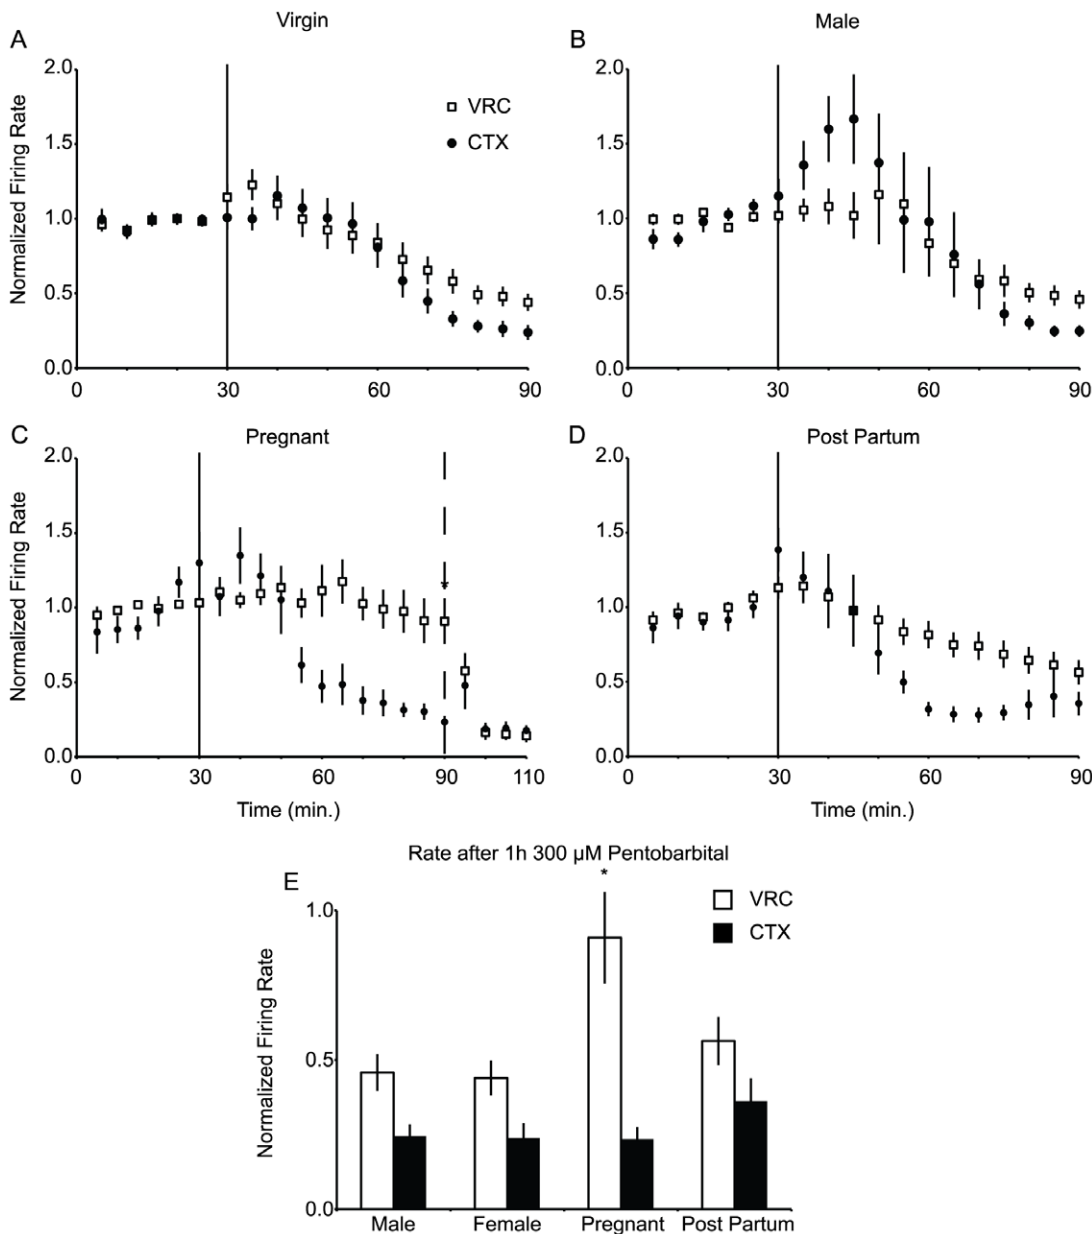 A
Virgin
Normalized Firing Rate
2.0
1.5
1.0
0.5
0.0
0
30
60
90
VRC
CTX
B
Male
2.0
1.5
1.0
0.5
0.0
0
30
60
90
C
Pregnant
Normalized Firing Rate
2.0
1.5
1.0
0.5
0.0
0
30
60
90
110
Time (min.)
*
D
Post Partum
2.0
1.5
1.0
0.5
0.0
0
30
60
90
Time (min.)
E
Rate after 1h 300 µM Pentobarbital
*
VRC
CTX
Normalized Firing Rate
1.0
0.5
0.0
Male
Female
Pregnant
Post Partum